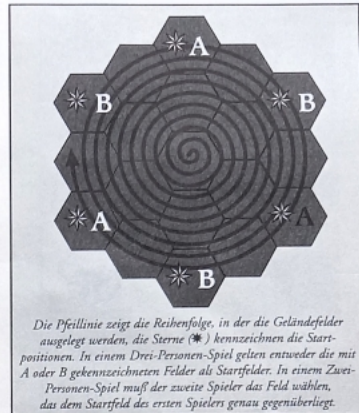 A
B
B
A
A
B
Die Pfeillinie zeigt die Reihenfolge, in der die Geländefelder
ausgelegt werden, die Sterne (✷) kennzeichnen die Start-
positionen. In einem Drei-Personen-Spiel gelten entweder die mit
A oder B gekennzeichneten Felder als Startfelder. In einem Zwei-
Personen-Spiel muß der zweite Spieler das Feld wählen,
das dem Startfeld des ersten Spielers genau gegenüberliegt.